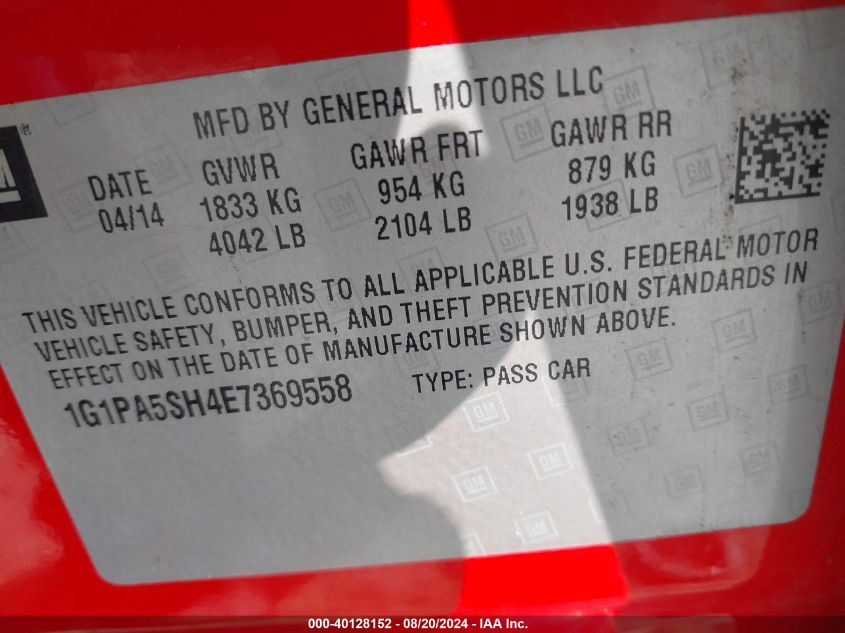 MFD BY GENERAL MOTORS LLC
DATE GVWR GAWR FRT GAWR RR
04/14 1833 KG 954 KG 879 KG
4042 LB 2104 LB 1938 LB
THIS VEHICLE CONFORMS TO ALL APPLICABLE U.S. FEDERAL MOTOR
VEHICLE SAFETY, BUMPER, AND THEFT PREVENTION STANDARDS IN
EFFECT ON THE DATE OF MANUFACTURE SHOWN ABOVE.
1G1PA5SH4E7369558 TYPE: PASS CAR
000-40128152 - 08/20/2024 - IAA Inc.